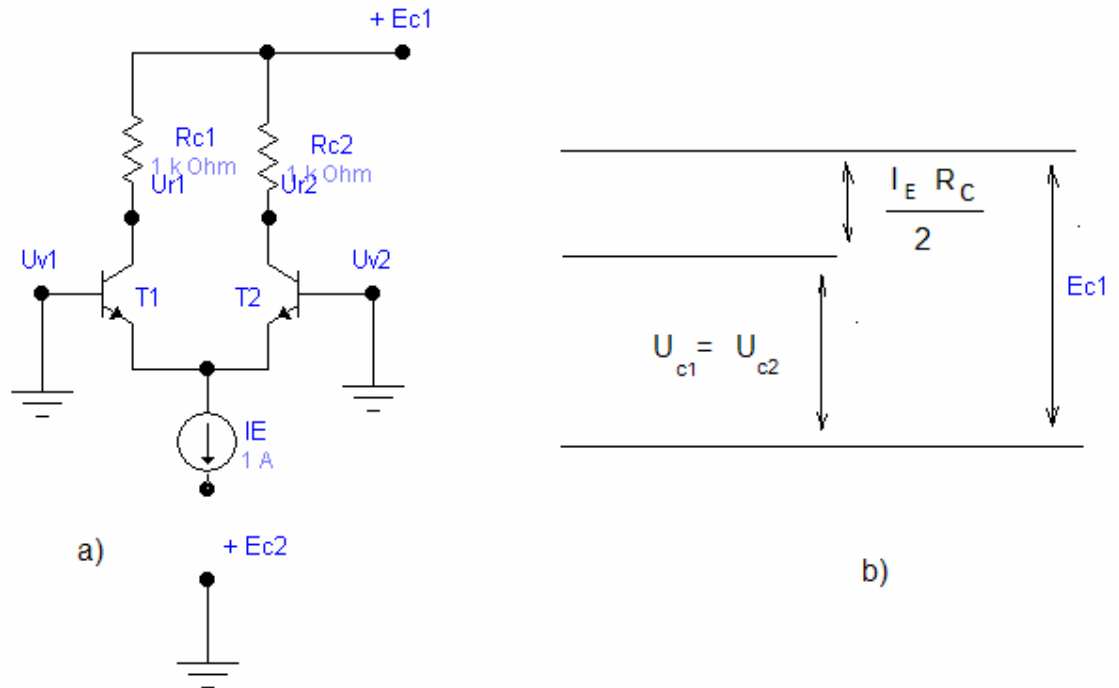 + Ec1
Rc1
1 k Ohm
Ur1
Rc2
1 k Ohm
Ur2
Uv1
T1
T2
Uv2
IE
1 A
+ Ec2
a)
I_E R_C
2
Ec1
U_c1 = U_c2
b)